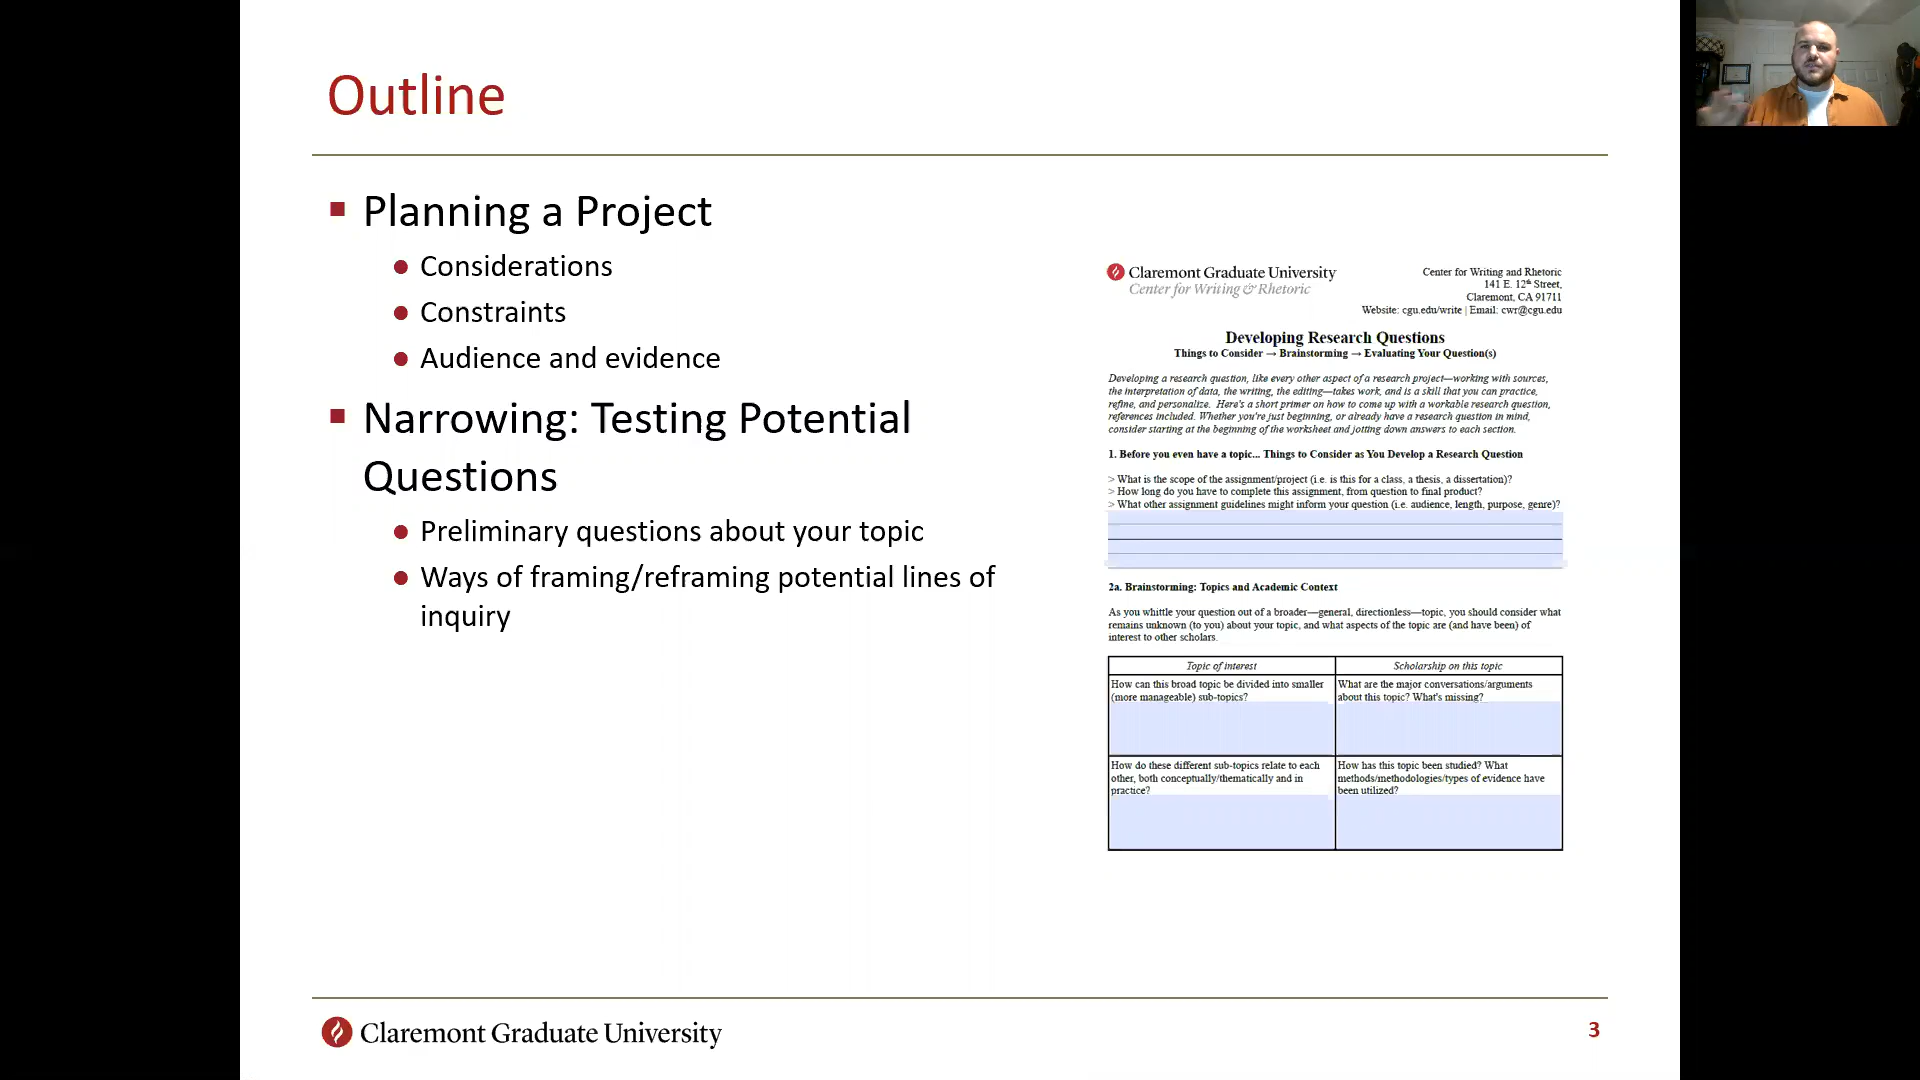 Outline
Planning a Project
Considerations
Constraints
Audience and evidence
Narrowing: Testing Potential
Questions
Preliminary questions about your topic
Ways of framing/reframing potential lines of
inquiry
Claremont Graduate University
Center for Writing & Rhetoric
Center for Writing and Rhetoric
141 E. 12th Street,
Claremont, CA 91711
Website: cgu.edu/write | Email: cwr@cgu.edu
Developing Research Questions
Things to Consider → Brainstorming → Evaluating Your Question(s)
Developing a research question, like every other aspect of a research project—working with sources,
the interpretation of data, the writing, the editing—takes work, and is a skill that you can practice,
refine, and personalize. Here's a short primer on how to come up with a workable research question,
references included. Whether you're just beginning, or already have a research question in mind,
consider starting at the beginning of the worksheet and jotting down answers to each section.
1. Before you even have a topic... Things to Consider as You Develop a Research Question
> What is the scope of the assignment/project (i.e. is this for a class, a thesis, a dissertation)?
> How long do you have to complete this assignment, from question to final product?
> What other assignment guidelines might inform your question (i.e. audience, length, purpose, genre)?
2a. Brainstorming: Topics and Academic Context
As you whittle your question out of a broader—general, directionless—topic, you should consider what
remains unknown (to you) about your topic, and what aspects of the topic are (and have been) of
interest to other scholars.
Topic of interest
Scholarship on this topic
How can this broad topic be divided into smaller
(more manageable) sub-topics?
What are the major conversations/arguments
about this topic? What's missing?
How do these different sub-topics relate to each
other, both conceptually/thematically and in
practice?
How has this topic been studied? What
methods/methodologies/types of evidence have
been utilized?
Claremont Graduate University
3